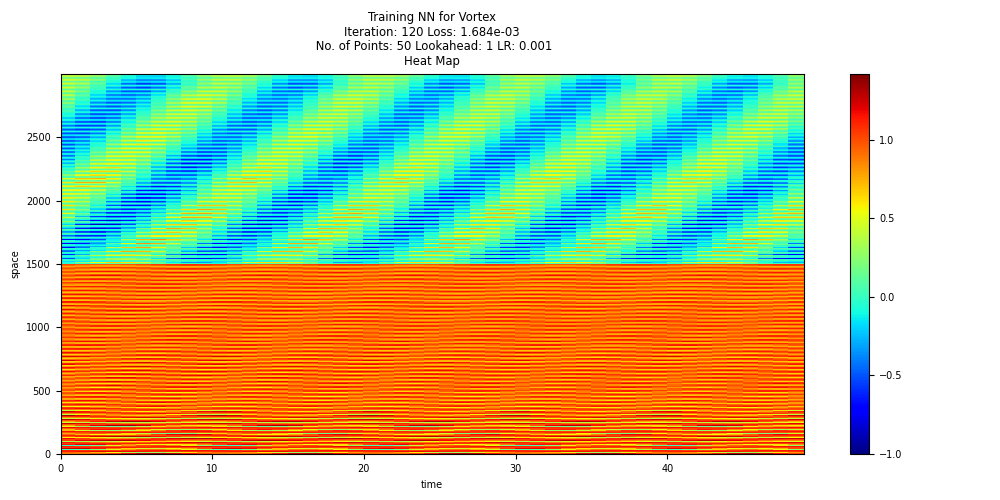 Training NN for Vortex
Iteration: 120 Loss: 1.684e-03
No. of Points: 50 Lookahead: 1 LR: 0.001
Heat Map
space
2500
2000
1500
1000
500
0
0
10
20
30
40
time
1.0
0.5
0.0
−0.5
−1.0